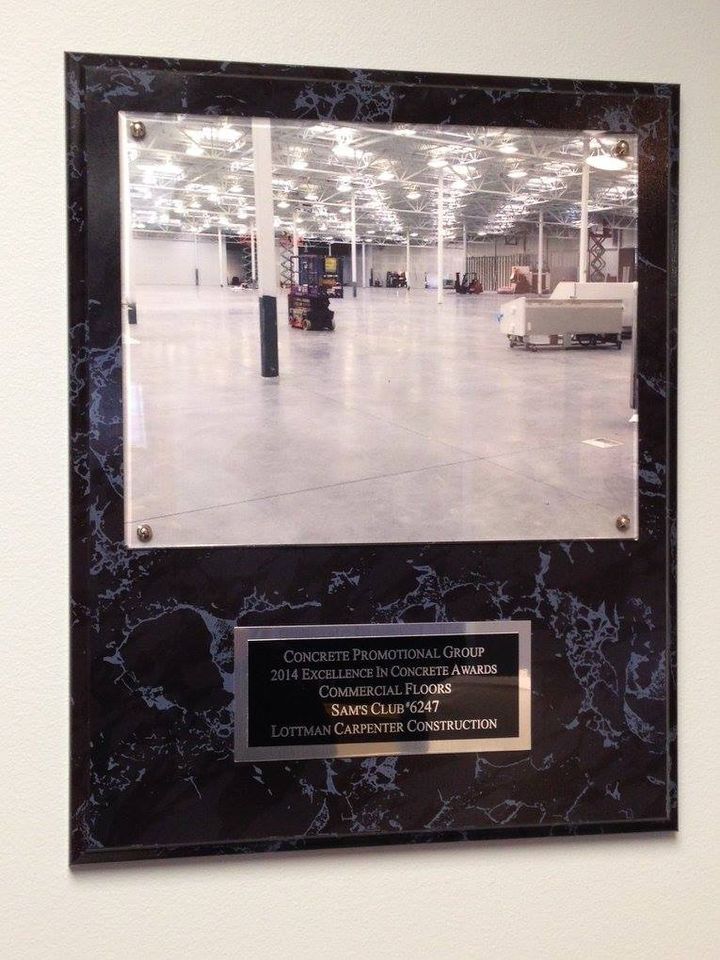 CONCRETE PROMOTIONAL GROUP
2014 EXCELLENCE IN CONCRETE AWARDS
COMMERCIAL FLOORS
SAM'S CLUB #6247
LOTTMAN CARPENTER CONSTRUCTION